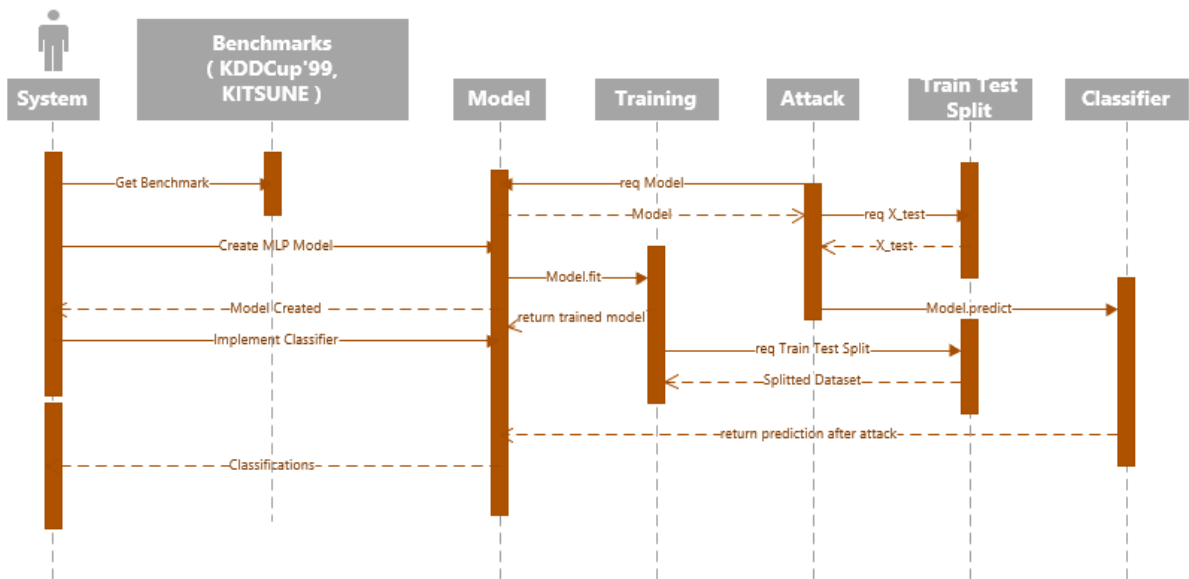 Benchmarks
( KDDCup'99,
KITSUNE )
System
Model
Training
Attack
Train Test
Split
Classifier
Get Benchmark
req Model
Model
req X_test
Create MLP Model
X_test
Model.fit
Model Created
Model.predict
return trained model
Implement Classifier
req Train Test Split
Splitted Dataset
return prediction after attack
Classifications